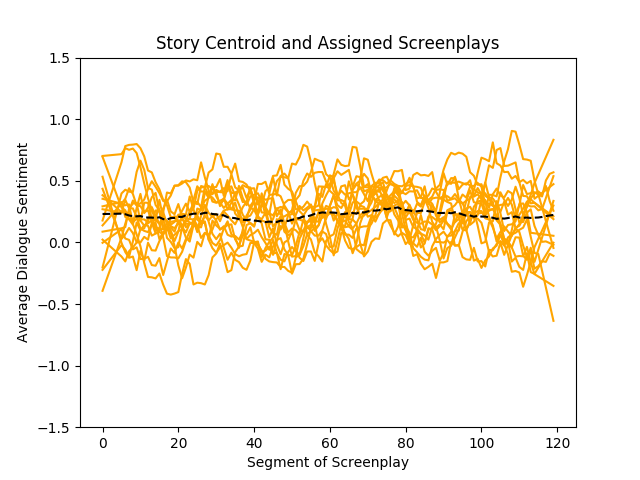 Story Centroid and Assigned Screenplays
1.5
1.0
0.5
0.0
−0.5
−1.0
−1.5
Average Dialogue Sentiment
0 20 40 60 80 100 120
Segment of Screenplay